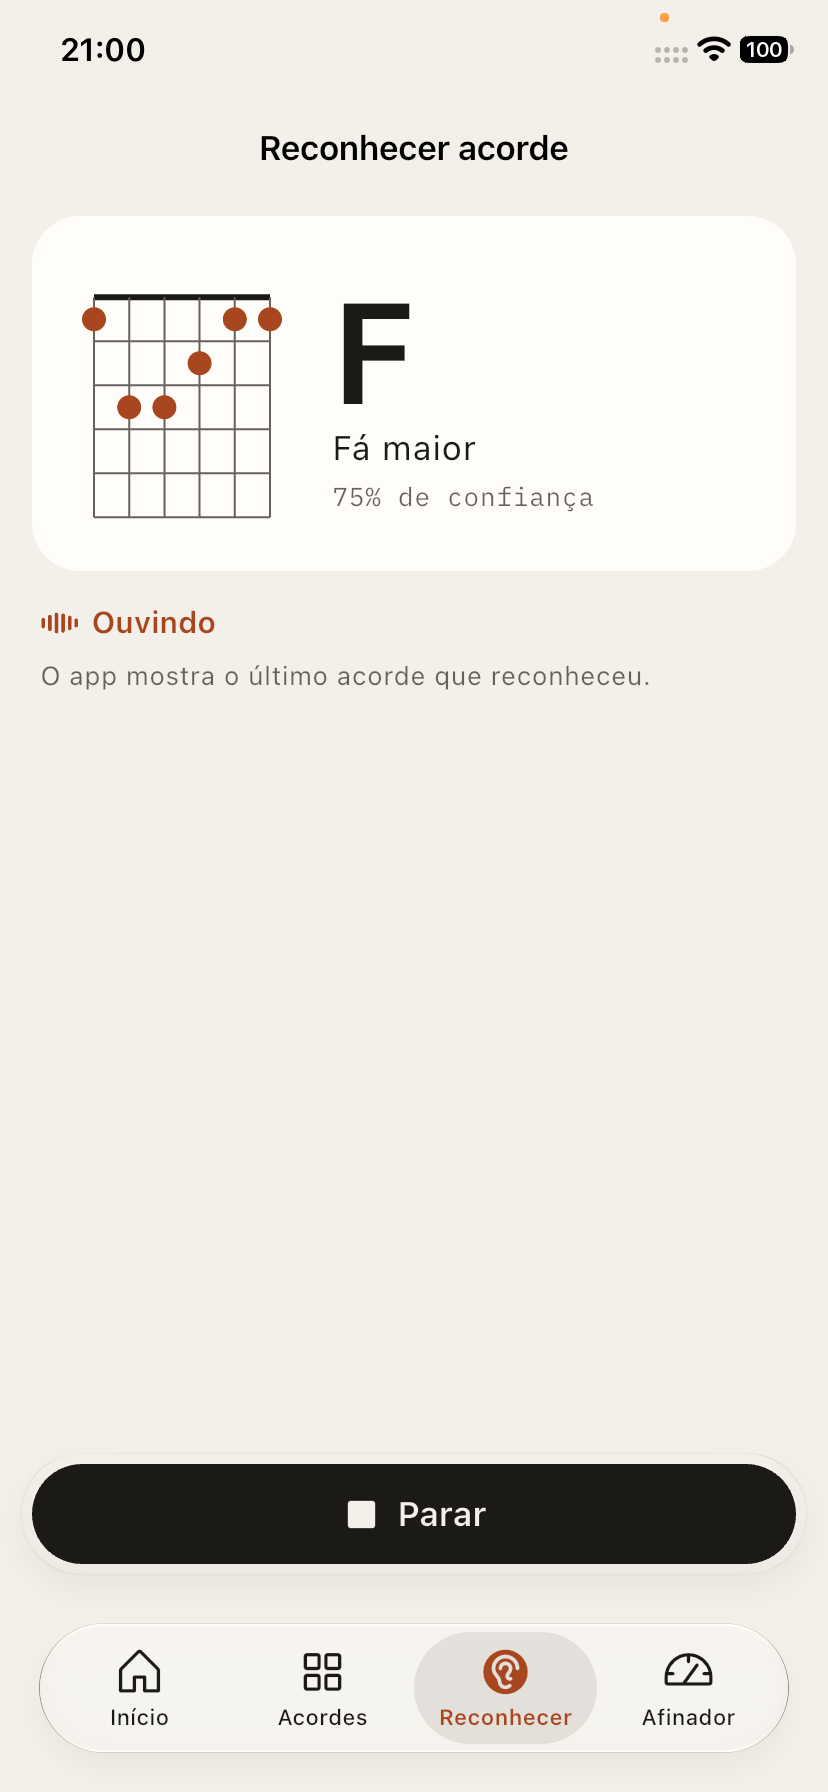 21:00
100
Reconhecer acorde
F
Fá maior
75% de confiança
Ouvindo
O app mostra o último acorde que reconheceu.
Parar
Início
Acordes
Reconhecer
Afinador